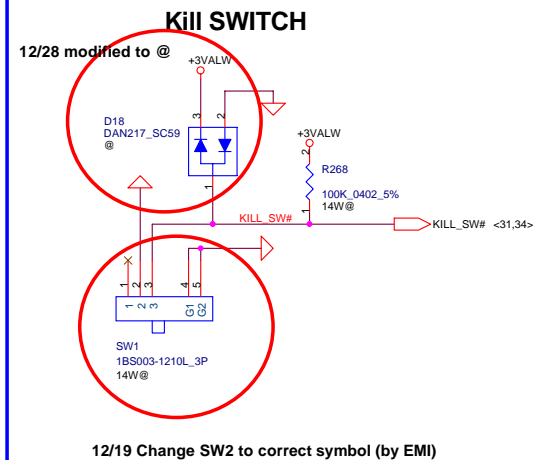 Kill SWITCH
12/28 modified to @
+3VALW
D18
DAN217_SC59
@
3
2
1
+3VALW
2
R268
100K_0402_5%
1
14W@
KILL_SW#
KILL_SW# <31,34>
1
2
3
4
5
1
2
3
G1
G2
SW1
1BS003-1210L_3P
14W@
12/19 Change SW2 to correct symbol (by EMI)